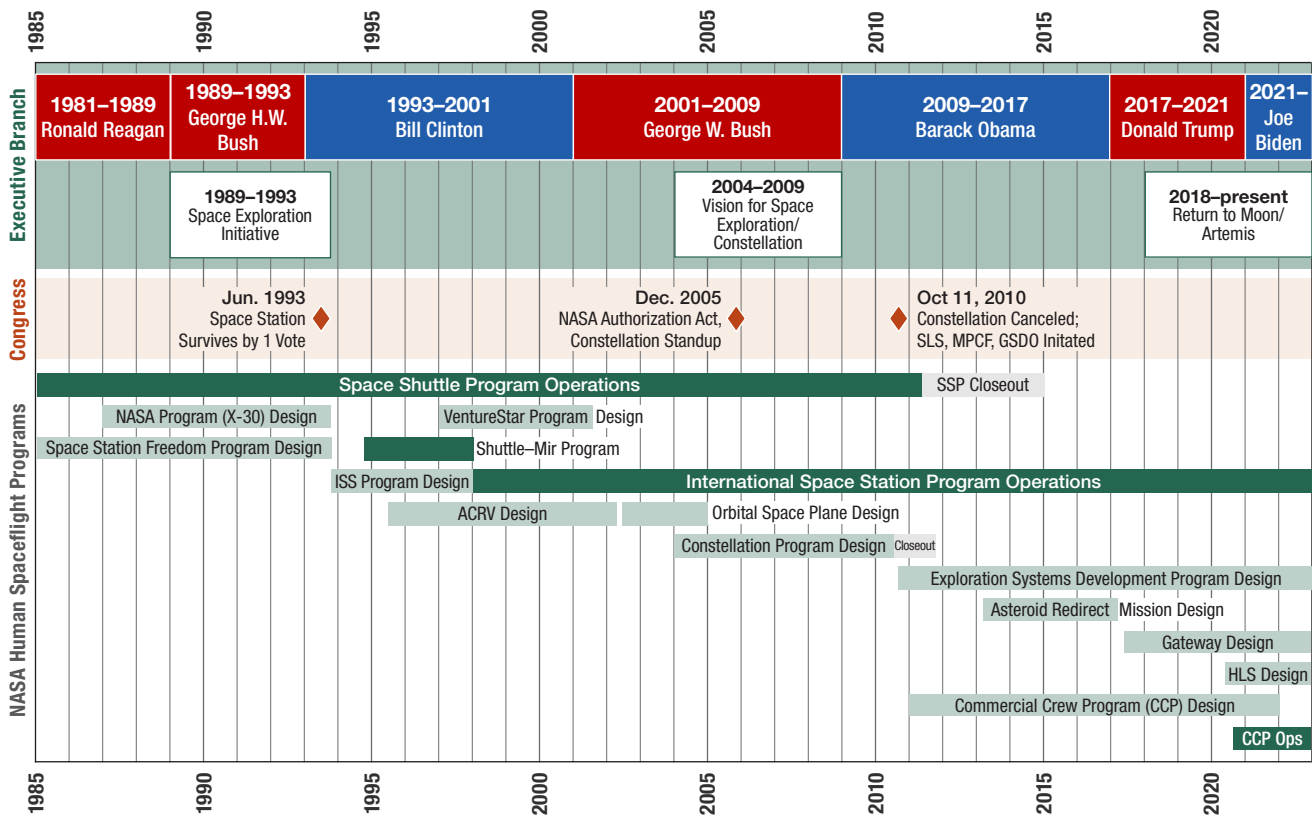 1985
1990
1995
2000
2005
2010
2015
2020
Executive Branch
1981–1989
Ronald Reagan
1989–1993
George H.W.
Bush
1993–2001
Bill Clinton
2001–2009
George W. Bush
2009–2017
Barack Obama
2017–2021
Donald Trump
2021–
Joe
Biden
1989–1993
Space Exploration
Initiative
2004–2009
Vision for Space
Exploration/
Constellation
2018–present
Return to Moon/
Artemis
Congress
Jun. 1993
Space Station
Survives by 1 Vote
Dec. 2005
NASA Authorization Act,
Constellation Standup
Oct 11, 2010
Constellation Canceled;
SLS, MPCF, GSDO Initated
NASA Human Spaceflight Programs
Space Shuttle Program Operations
SSP Closeout
NASA Program (X-30) Design
VentureStar Program Design
Space Station Freedom Program Design
Shuttle–Mir Program
ISS Program Design
International Space Station Program Operations
ACRV Design
Orbital Space Plane Design
Constellation Program Design
Closeout
Exploration Systems Development Program Design
Asteroid Redirect Mission Design
Gateway Design
HLS Design
Commercial Crew Program (CCP) Design
CCP Ops
1985
1990
1995
2000
2005
2010
2015
2020